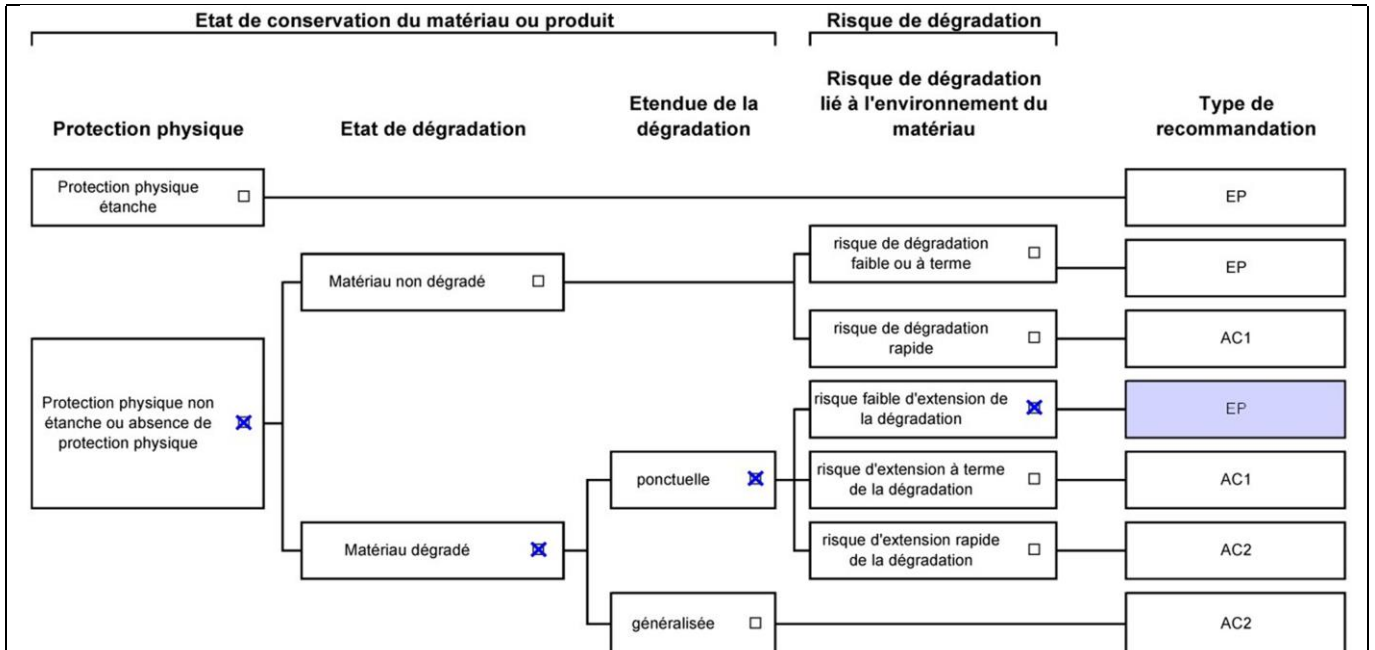 Etat de conservation du matériau ou produit
Risque de dégradation
Protection physique
Etat de dégradation
Etendue de la
dégradation
Risque de dégradation
lié à l'environnement du
matériau
Type de
recommandation
Protection physique
étanche
EP
Matériau non dégradé
risque de dégradation
faible ou à terme
EP
risque de dégradation
rapide
AC1
Protection physique non
étanche ou absence de
protection physique
risque faible d'extension de
la dégradation
EP
ponctuelle
risque d'extension à terme
de la dégradation
AC1
Matériau dégradé
risque d'extension rapide
de la dégradation
AC2
généralisée
AC2